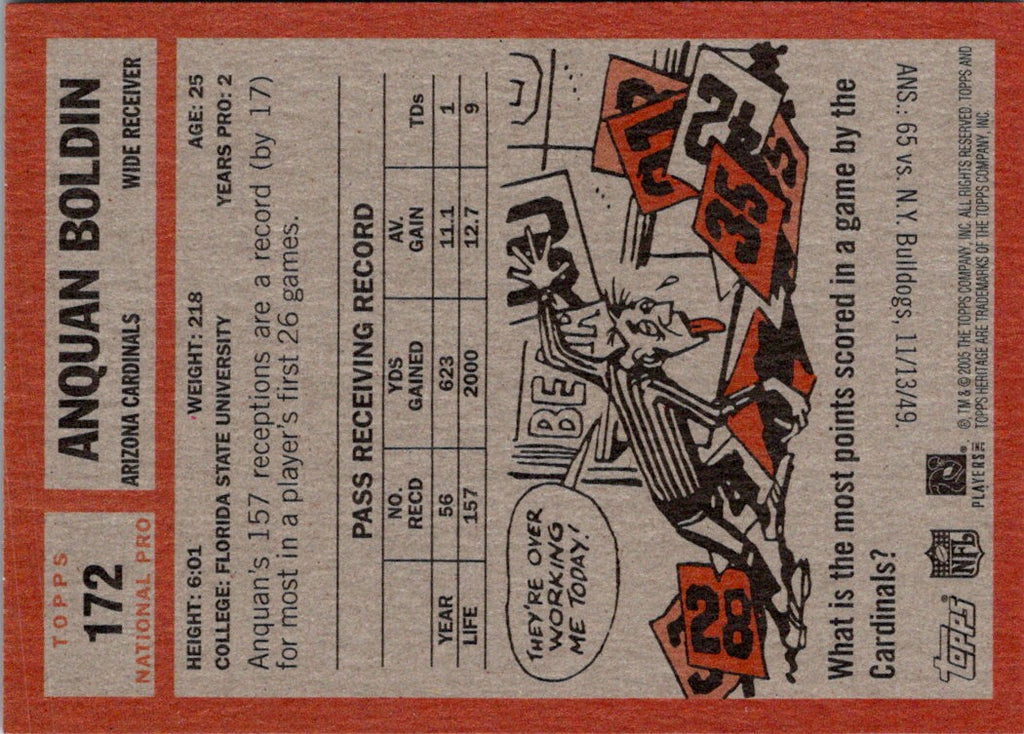 TOPPS
172
NATIONAL PRO
ANQUAN BOLDIN
ARIZONA CARDINALS WIDE RECEIVER
HEIGHT: 6:01 WEIGHT: 218 AGE: 25
COLLEGE: FLORIDA STATE UNIVERSITY YEARS PRO: 2
Anquan's 157 receptions are a record (by 17)
for most in a player's first 26 games.
PASS RECEIVING RECORD
NO. YDS AV.
RECD GAINED GAIN TDs
YEAR 56 623 11.1 1
LIFE 157 2000 12.7 9
THEY'RE OVER
WORKING
ME TODAY!
28
35
What is the most points scored in a game by the
Cardinals?
ANS.: 65 vs. N.Y. Bulldogs, 11/13/49.
Topps
NFL
PLAYERS INC
® TM & © 2005 THE TOPPS COMPANY, INC. ALL RIGHTS RESERVED. TOPPS AND
TOPPS HERITAGE ARE TRADEMARKS OF THE TOPPS COMPANY, INC.